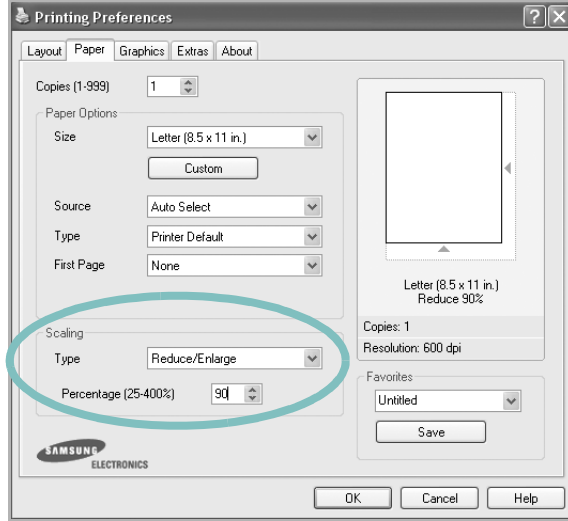 Printing Preferences
Layout Paper Graphics Extras About
Copies (1-999) 1
Paper Options
Size Letter (8.5 x 11 in.)
Custom
Source Auto Select
Type Printer Default
First Page None
Letter (8.5 x 11 in.)
Reduce 90%
Copies: 1
Resolution: 600 dpi
Scaling
Type Reduce/Enlarge
Percentage (25-400%) 90
Favorites
Untitled
Save
SAMSUNG
ELECTRONICS
OK Cancel Help